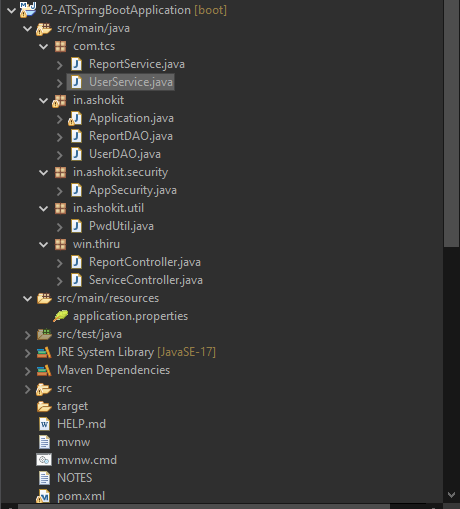 02-ATSpringBootApplication [boot]
src/main/java
com.tcs
ReportService.java
UserService.java
in.ashokit
Application.java
ReportDAO.java
UserDAO.java
in.ashokit.security
AppSecurity.java
in.ashokit.util
PwdUtil.java
win.thiru
ReportController.java
ServiceController.java
src/main/resources
application.properties
src/test/java
JRE System Library [JavaSE-17]
Maven Dependencies
src
target
HELP.md
mvnw
mvnw.cmd
NOTES
pom.xml